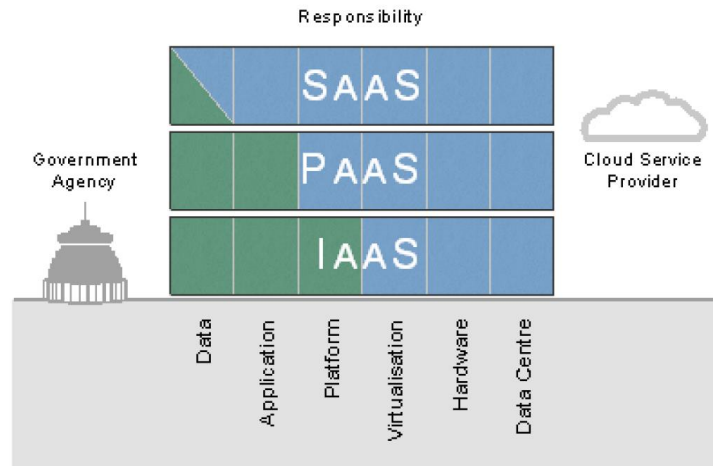 Responsibility
SAAS
Government
Agency
PAAS
Cloud Service
Provider
IAAS
Data
Application
Platform
Virtualisation
Hardware
Data Centre